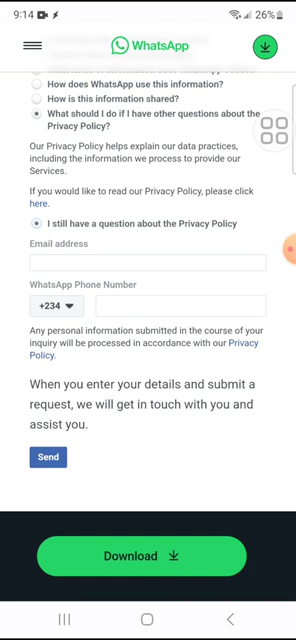 9:14
26%
WhatsApp
How does WhatsApp use this information?
How is this information shared?
What should I do if I have other questions about the
Privacy Policy?
Our Privacy Policy helps explain our data practices,
including the information we process to provide our
Services.
If you would like to read our Privacy Policy, please click
here.
I still have a question about the Privacy Policy
Email address
WhatsApp Phone Number
+234
Any personal information submitted in the course of your
inquiry will be processed in accordance with our Privacy
Policy.
When you enter your details and submit a
request, we will get in touch with you and
assist you.
Send
Download